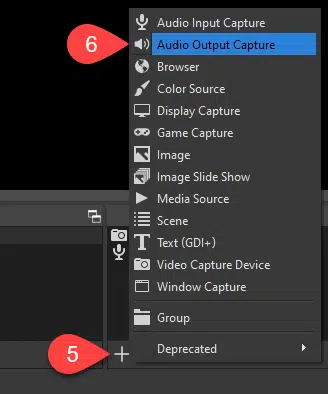 Audio Input Capture
6
Audio Output Capture
Browser
Color Source
Display Capture
Game Capture
Image
Image Slide Show
Media Source
Scene
Text (GDI+)
Video Capture Device
Window Capture
Group
5
Deprecated